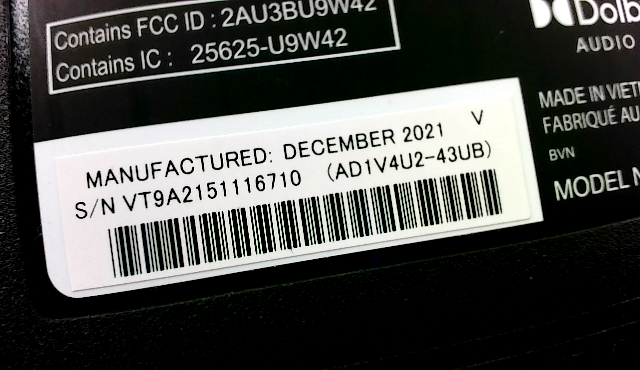 Contains FCC ID : 2AU3BU9W42
Contains IC : 25625-U9W42
Dolb
AUDIO
MANUFACTURED: DECEMBER 2021 V
S/N VT9A2151116710 (AD1V4U2-43UB)
MADE IN VIET
FABRIQUÉ AU
BVN
MODEL N